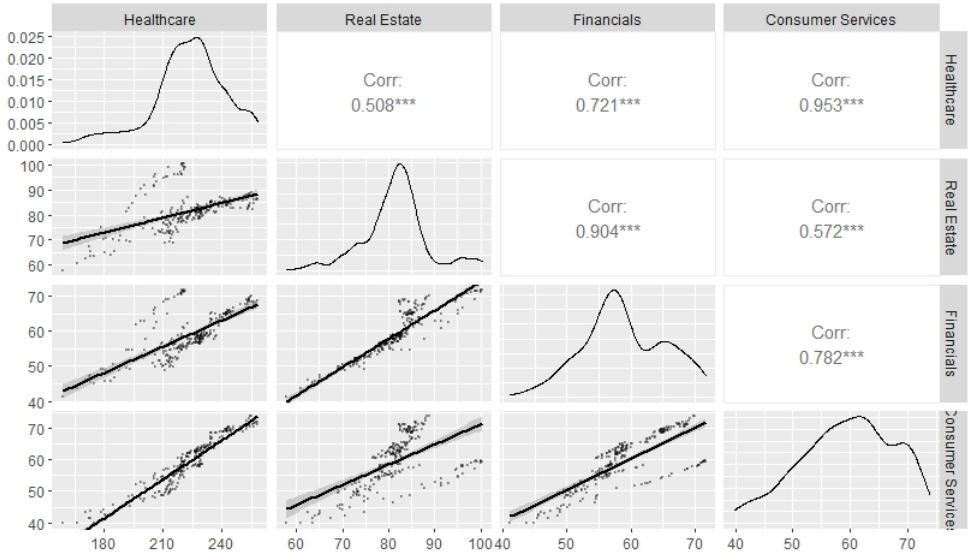 Healthcare Real Estate Financials Consumer Services
0.025
0.020
0.015
0.010
0.005
0.000
Corr:
0.508***
Corr:
0.721***
Corr:
0.953***
Healthcare
100
90
80
70
60
Corr:
0.904***
Corr:
0.572***
Real Estate
70
60
50
40
Corr:
0.782***
Financials
70
60
50
40
Consumer Services
180 210 240 60 70 80 90 100 40 50 60 70 40 50 60 70